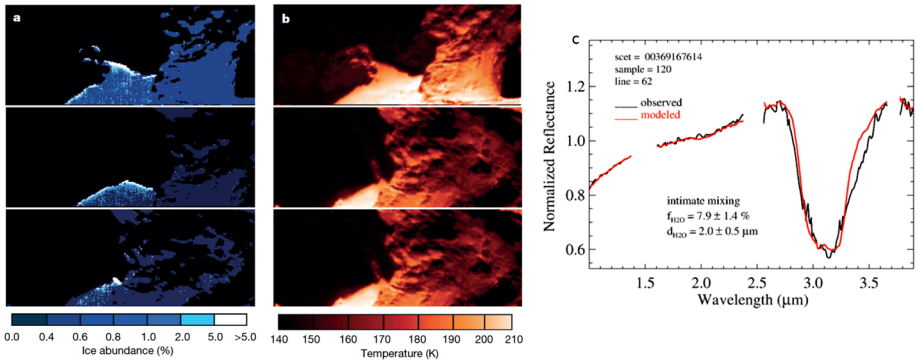 a
0.0 0.4 0.6 0.8 1.0 2.0 5.0 >5.0
Ice abundance (%)
b
140 150 160 170 180 190 200 210
Temperature (K)
c
scet = 00369167614
sample = 120
line = 62
observed
modeled
intimate mixing
fH2O = 7.9 ± 1.4 %
dH2O = 2.0 ± 0.5 μm
Normalized Reflectance
1.2
1.0
0.8
0.6
1.5 2.0 2.5 3.0 3.5
Wavelength (μm)